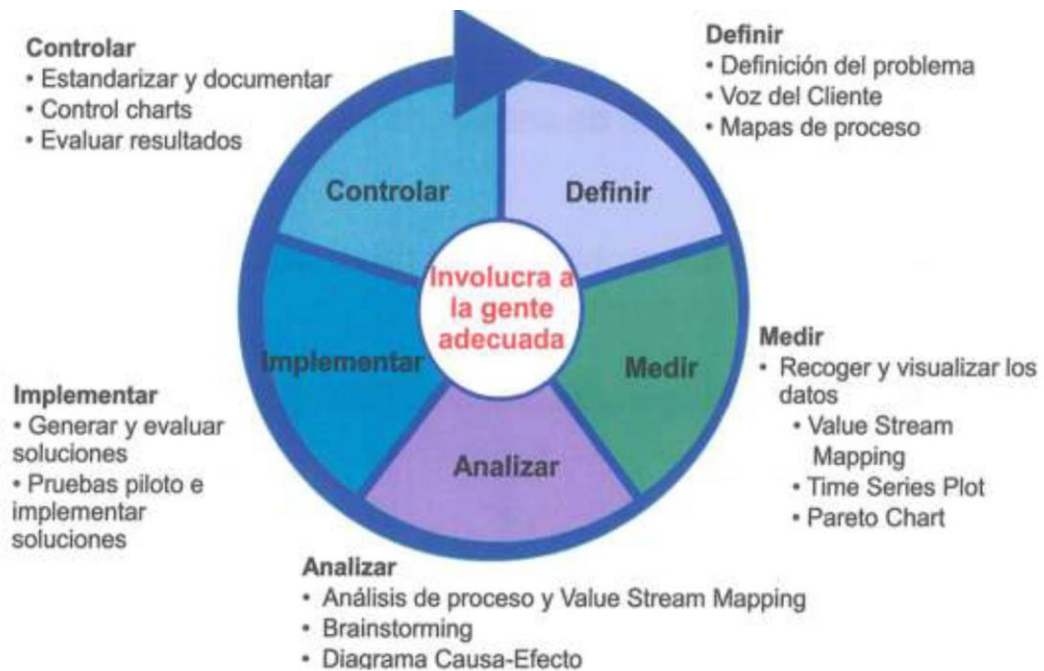 Controlar
• Estandarizar y documentar
• Control charts
• Evaluar resultados
Definir
• Definición del problema
• Voz del Cliente
• Mapas de proceso
Controlar
Definir
Involucra a
la gente
adecuada
Implementar
Medir
Analizar
Medir
• Recoger y visualizar los
datos
• Value Stream
Mapping
• Time Series Plot
• Pareto Chart
Implementar
• Generar y evaluar
soluciones
• Pruebas piloto e
implementar
soluciones
Analizar
• Análisis de proceso y Value Stream Mapping
• Brainstorming
• Diagrama Causa-Efecto